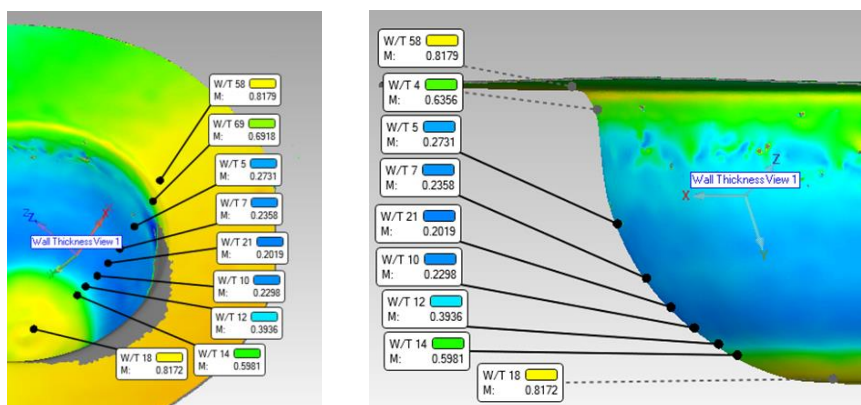 W/T 58
M: 0.8179
W/T 69
M: 0.6918
W/T 5
M: 0.2731
W/T 7
M: 0.2358
W/T 21
M: 0.2019
W/T 10
M: 0.2298
W/T 12
M: 0.3936
W/T 14
M: 0.5981
W/T 18
M: 0.8172
Z
X
Wall Thickness View 1
W/T 58
M: 0.8179
W/T 4
M: 0.6356
W/T 5
M: 0.2731
W/T 7
M: 0.2358
W/T 21
M: 0.2019
W/T 10
M: 0.2298
W/T 12
M: 0.3936
W/T 14
M: 0.5981
W/T 18
M: 0.8172
Z
Wall Thickness View 1
X
Y